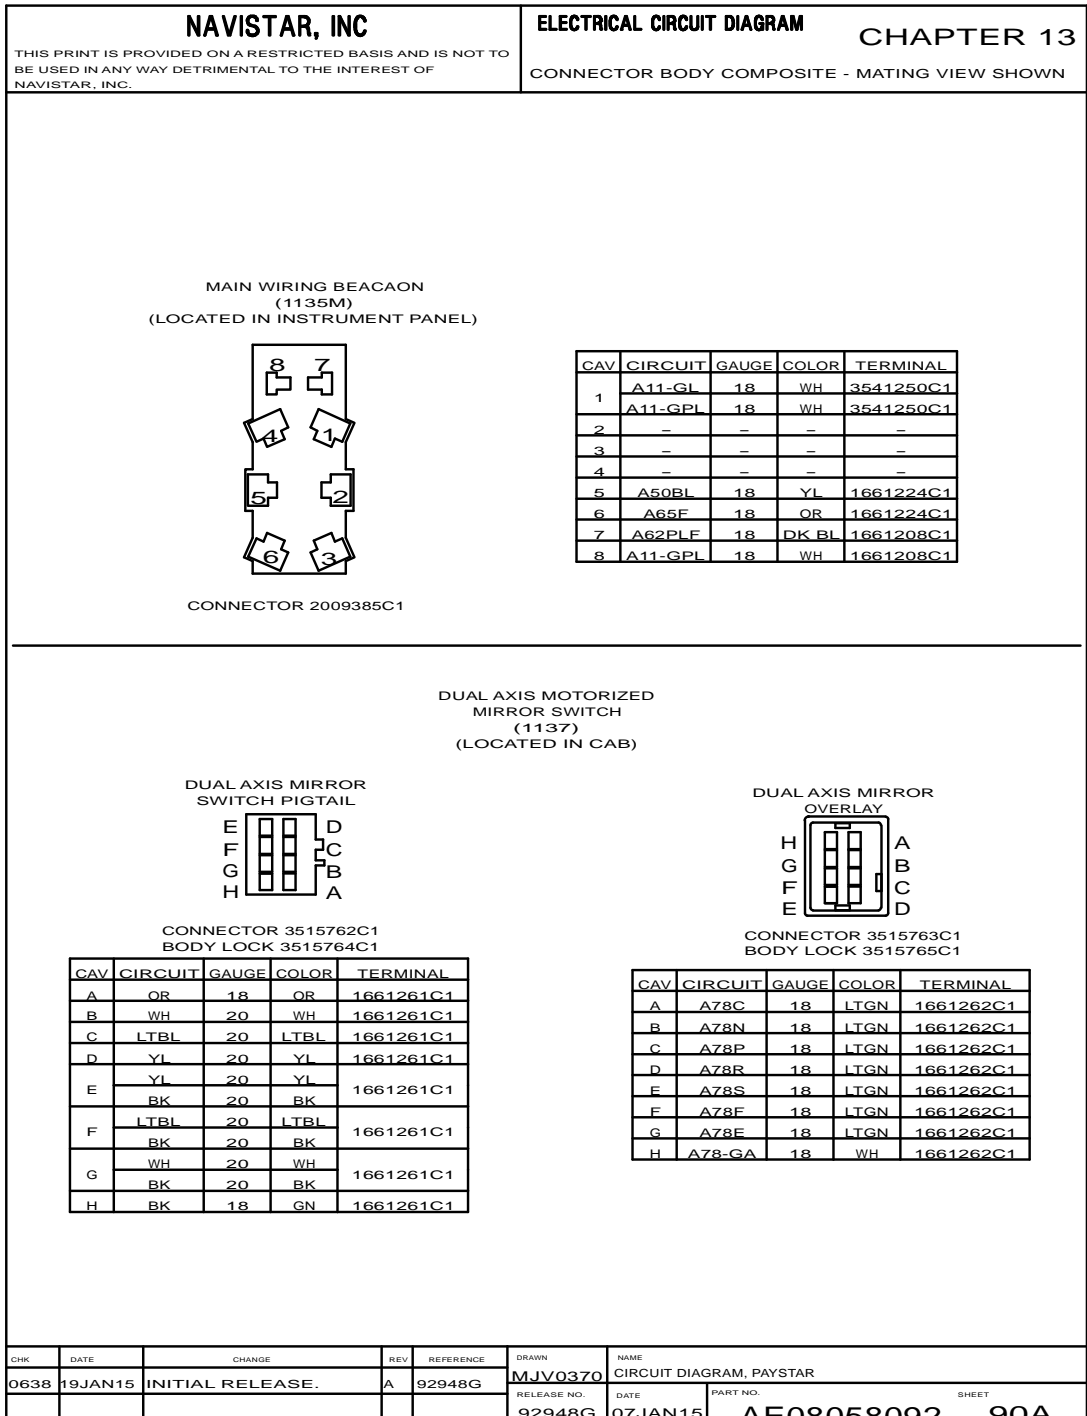 NAVISTAR, INC
THIS PRINT IS PROVIDED ON A RESTRICTED BASIS AND IS NOT TO
BE USED IN ANY WAY DETRIMENTAL TO THE INTEREST OF
NAVISTAR, INC.
ELECTRICAL CIRCUIT DIAGRAM
CHAPTER 13
CONNECTOR BODY COMPOSITE - MATING VIEW SHOWN
MAIN WIRING BEACAON
(1135M)
(LOCATED IN INSTRUMENT PANEL)
8 7
4 1
5 2
6 3
CONNECTOR 2009385C1
CAV CIRCUIT GAUGE COLOR TERMINAL
1 A11-GL 18 WH 3541250C1
A11-GPL 18 WH 3541250C1
2 – – – –
3 – – – –
4 – – – –
5 A50BL 18 YL 1661224C1
6 A65F 18 OR 1661224C1
7 A62PLF 18 DK BL 1661208C1
8 A11-GPL 18 WH 1661208C1
DUAL AXIS MOTORIZED
MIRROR SWITCH
(1137)
(LOCATED IN CAB)
DUAL AXIS MIRROR
SWITCH PIGTAIL
E D
F C
G B
H A
CONNECTOR 3515762C1
BODY LOCK 3515764C1
CAV CIRCUIT GAUGE COLOR TERMINAL
A OR 18 OR 1661261C1
B WH 20 WH 1661261C1
C LTBL 20 LTBL 1661261C1
D YL 20 YL 1661261C1
E YL 20 YL 1661261C1
BK 20 BK
F LTBL 20 LTBL 1661261C1
BK 20 BK
G WH 20 WH 1661261C1
BK 20 BK
H BK 18 GN 1661261C1
DUAL AXIS MIRROR
OVERLAY
H A
G B
F C
E D
CONNECTOR 3515763C1
BODY LOCK 3515765C1
CAV CIRCUIT GAUGE COLOR TERMINAL
A A78C 18 LTGN 1661262C1
B A78N 18 LTGN 1661262C1
C A78P 18 LTGN 1661262C1
D A78R 18 LTGN 1661262C1
E A78S 18 LTGN 1661262C1
F A78F 18 LTGN 1661262C1
G A78E 18 LTGN 1661262C1
H A78-GA 18 WH 1661262C1
CHK DATE CHANGE REV REFERENCE
0638 19JAN15 INITIAL RELEASE. A 92948G
DRAWN
MJV0370
NAME
CIRCUIT DIAGRAM, PAYSTAR
RELEASE NO. DATE PART NO. SHEET
92948G 07JAN15 AE08058092 90A